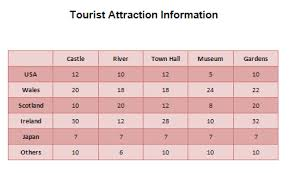 Tourist Attraction Information
Castle River Town Hall Museum Gardens
USA 12 10 12 5 10
Wales 20 18 18 24 22
Scotland 10 20 12 8 20
Ireland 30 12 28 10 32
Japan 7 7 7 7 7
Others 10 6 10 10 10